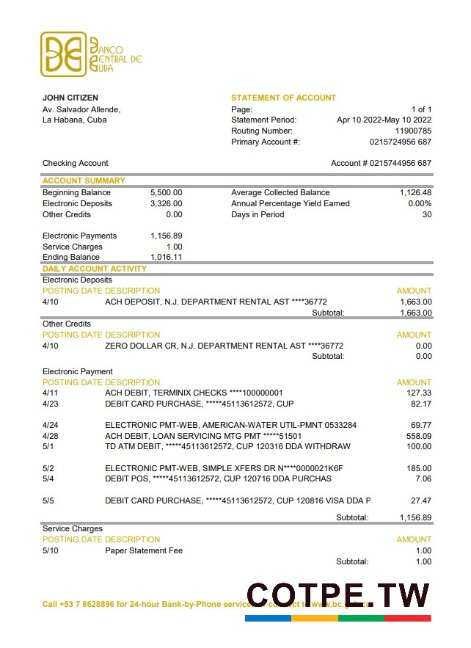 BANCO
CENTRAL DE
CUBA
JOHN CITIZEN
Av. Salvador Allende,
La Habana, Cuba
STATEMENT OF ACCOUNT
Page: 1 of 1
Statement Period: Apr 10 2022-May 10 2022
Routing Number: 11900785
Primary Account#: 0215724956 687
Checking Account Account # 0215744956 687
ACCOUNT SUMMARY
Beginning Balance 5,500.00 Average Collected Balance 1,126.48
Electronic Deposits 3,326.00 Annual Percentage Yield Earned 0.00%
Other Credits 0.00 Days in Period 30
Electronic Payments 1,156.89
Service Charges 1.00
Ending Balance 1,016.11
DAILY ACCOUNT ACTIVITY
Electronic Deposits
POSTING DATE DESCRIPTION AMOUNT
4/10 ACH DEPOSIT, N.J. DEPARTMENT RENTAL AST ****36772 1,663.00
Subtotal: 1,663.00
Other Credits
POSTING DATE DESCRIPTION AMOUNT
4/10 ZERO DOLLAR CR, N.J. DEPARTMENT RENTAL AST ****36772 0.00
Subtotal: 0.00
Electronic Payment
POSTING DATE DESCRIPTION AMOUNT
4/11 ACH DEBIT, TERMINIX CHECKS ****100000001 127.33
4/23 DEBIT CARD PURCHASE, *****45113612572, CUP 82.17
4/24 ELECTRONIC PMT-WEB, AMERICAN-WATER UTIL-PMNT 0533284 69.77
4/28 ACH DEBIT, LOAN SERVICING MTG PMT *****51501 558.09
5/1 TD ATM DEBIT, *****45113612572, CUP 120316 DDA WITHDRAW 100.00
5/2 ELECTRONIC PMT-WEB, SIMPLE XFERS DR N****0000021K6F 185.00
5/4 DEBIT POS, *****45113612572, CUP 120716 DDA PURCHAS 7.06
5/5 DEBIT CARD PURCHASE, *****45113612572, CUP 120816 VISA DDA P 27.47
Subtotal: 1,156.89
Service Charges
POSTING DATE DESCRIPTION AMOUNT
5/10 Paper Statement Fee 1.00
Subtotal: 1.00
Call +53 7 8628896 for 24-hour Bank-by-Phone
COTPE.TW